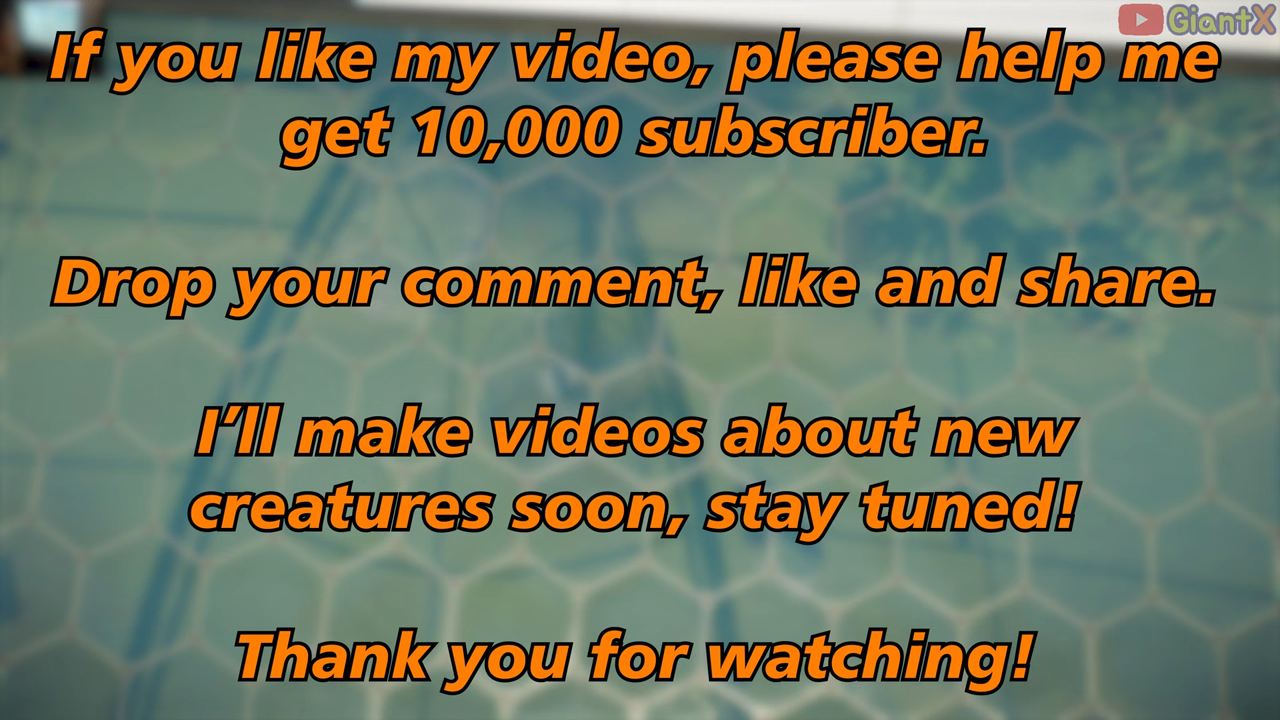 GiantX
If you like my video, please help me
get 10,000 subscriber.
Drop your comment, like and share.
I'll make videos about new
creatures soon, stay tuned!
Thank you for watching!